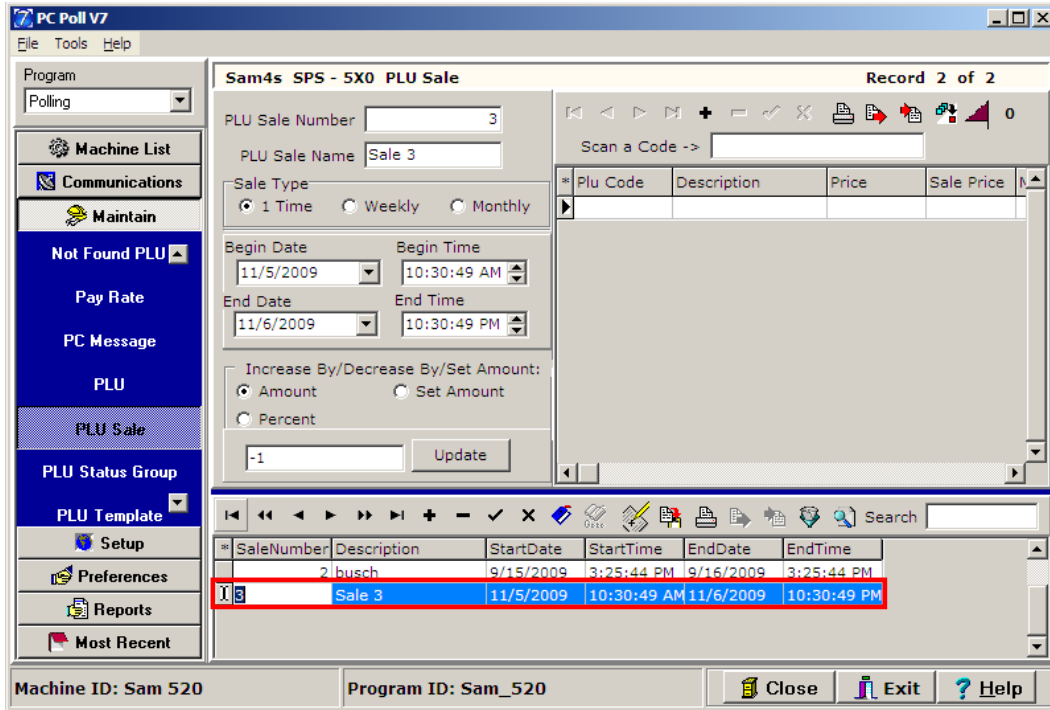 PC Poll V7
File Tools Help
Program
Polling
Machine List
Communications
Maintain
Not Found PLU
Pay Rate
PC Message
PLU
PLU Sale
PLU Status Group
PLU Template
Setup
Preferences
Reports
Most Recent
Sam4s SPS - 5X0 PLU Sale Record 2 of 2
PLU Sale Number 3
PLU Sale Name Sale 3
Sale Type
1 Time Weekly Monthly
Begin Date Begin Time
11/5/2009 10:30:49 AM
End Date End Time
11/6/2009 10:30:49 PM
Increase By/Decrease By/Set Amount:
Amount Set Amount
Percent
-1 Update
0
Scan a Code ->
* Plu Code Description Price Sale Price
Search
* SaleNumber Description StartDate StartTime EndDate EndTime
2 busch 9/15/2009 3:25:44 PM 9/16/2009 3:25:44 PM
3 Sale 3 11/5/2009 10:30:49 AM 11/6/2009 10:30:49 PM
Machine ID: Sam 520 Program ID: Sam_520 Close Exit ? Help